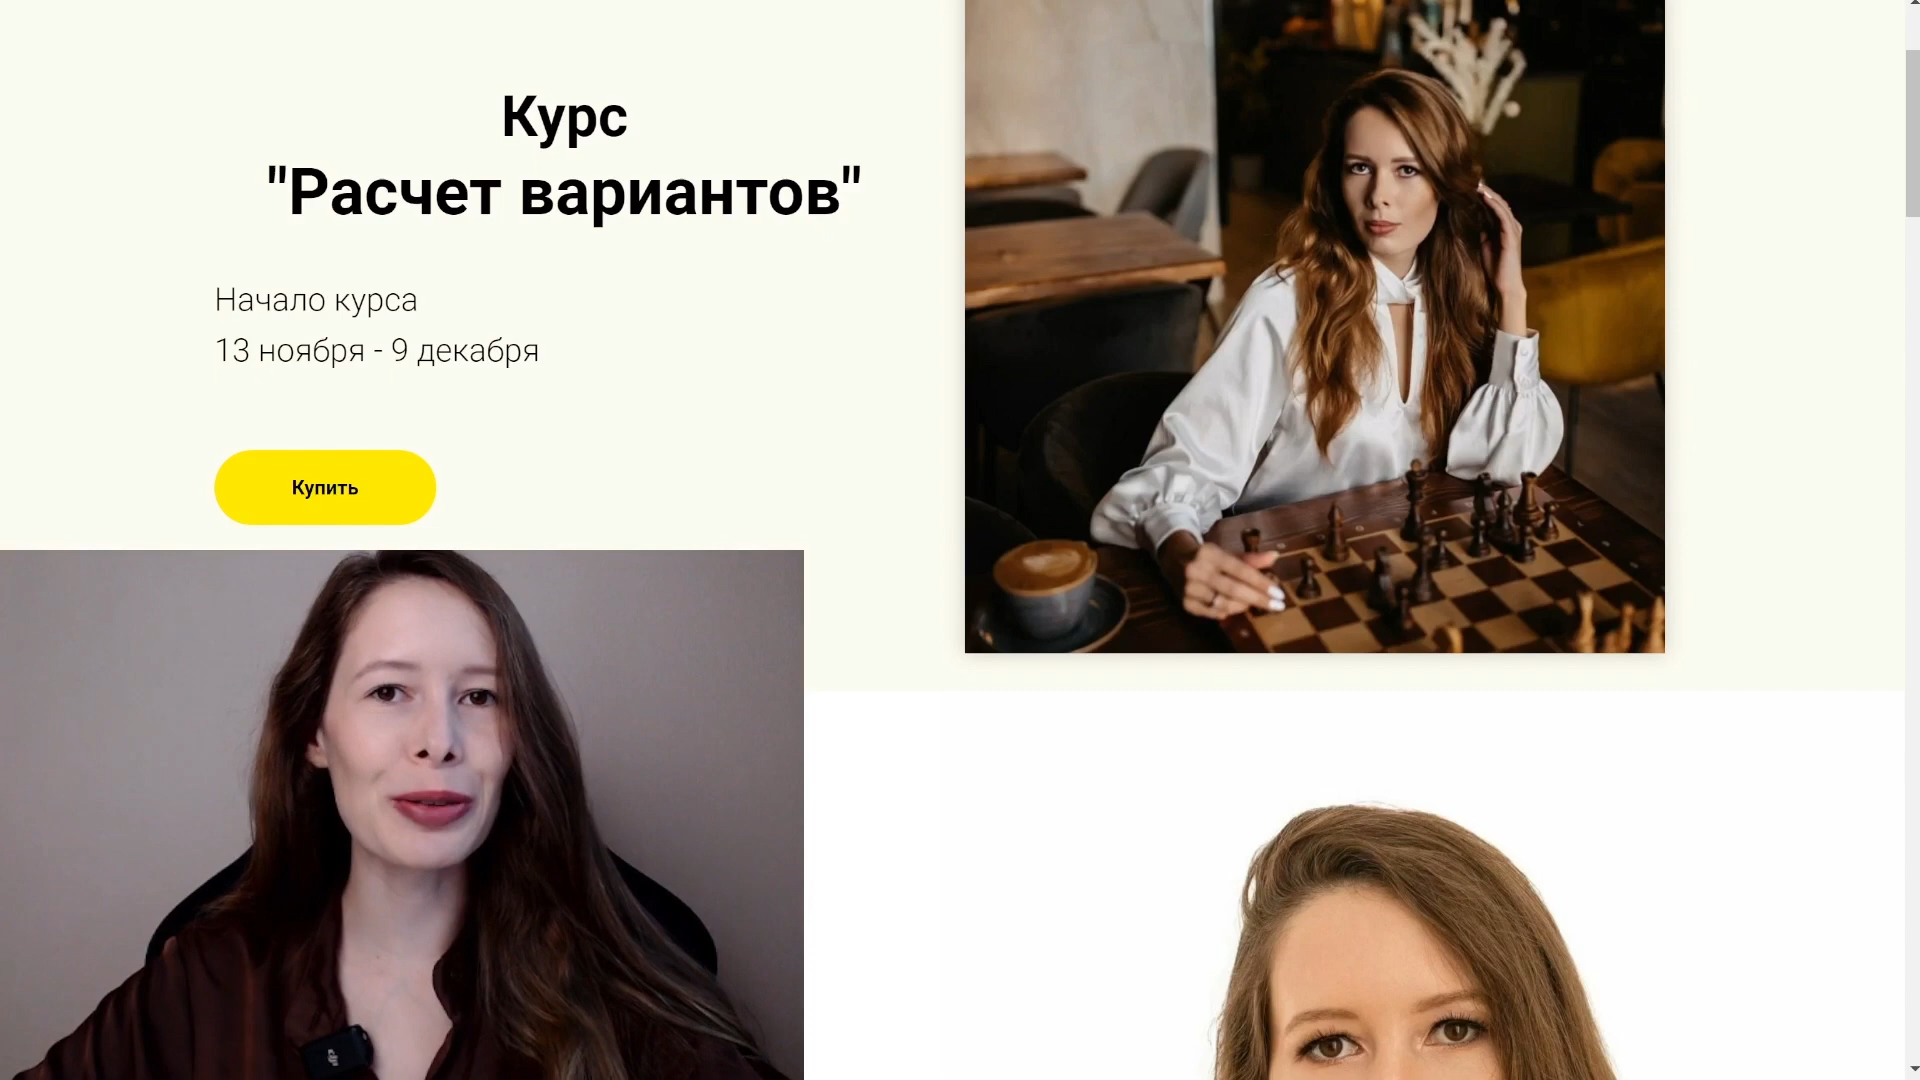 Курс
"Расчет вариантов"
Начало курса
13 ноября - 9 декабря
Купить